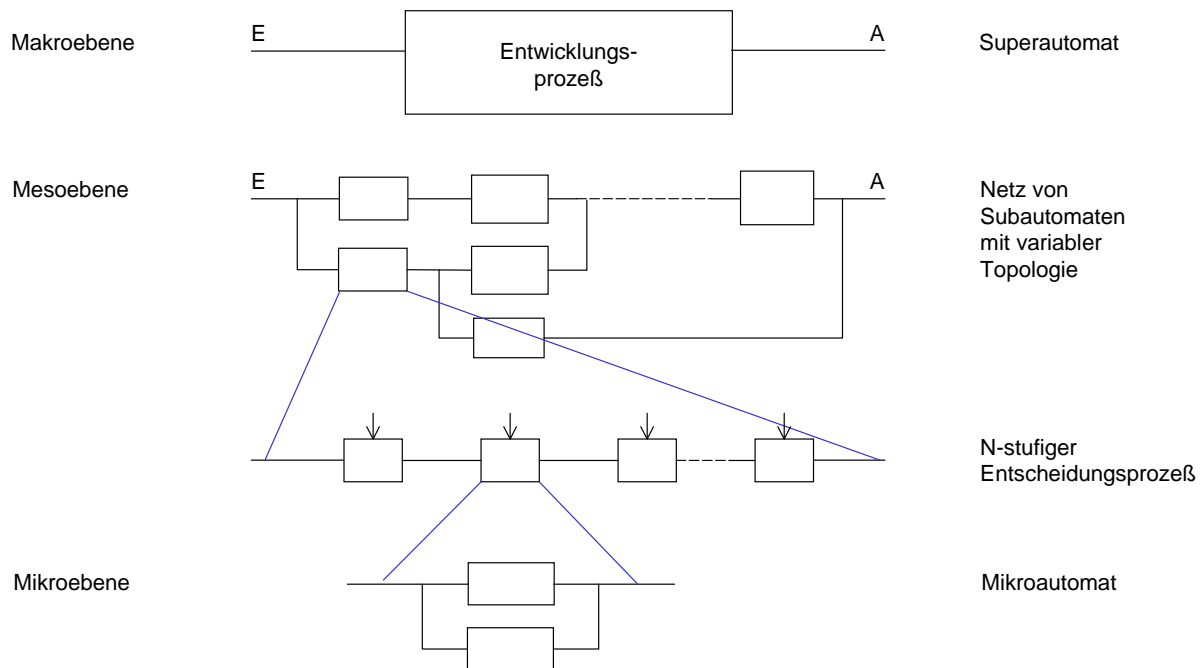 Makroebene
E
Entwicklungs-
prozeß
A
Superautomat
Mesoebene
E
A
Netz von
Subautomaten
mit variabler
Topologie
N-stufiger
Entscheidungsprozeß
Mikroebene
Mikroautomat